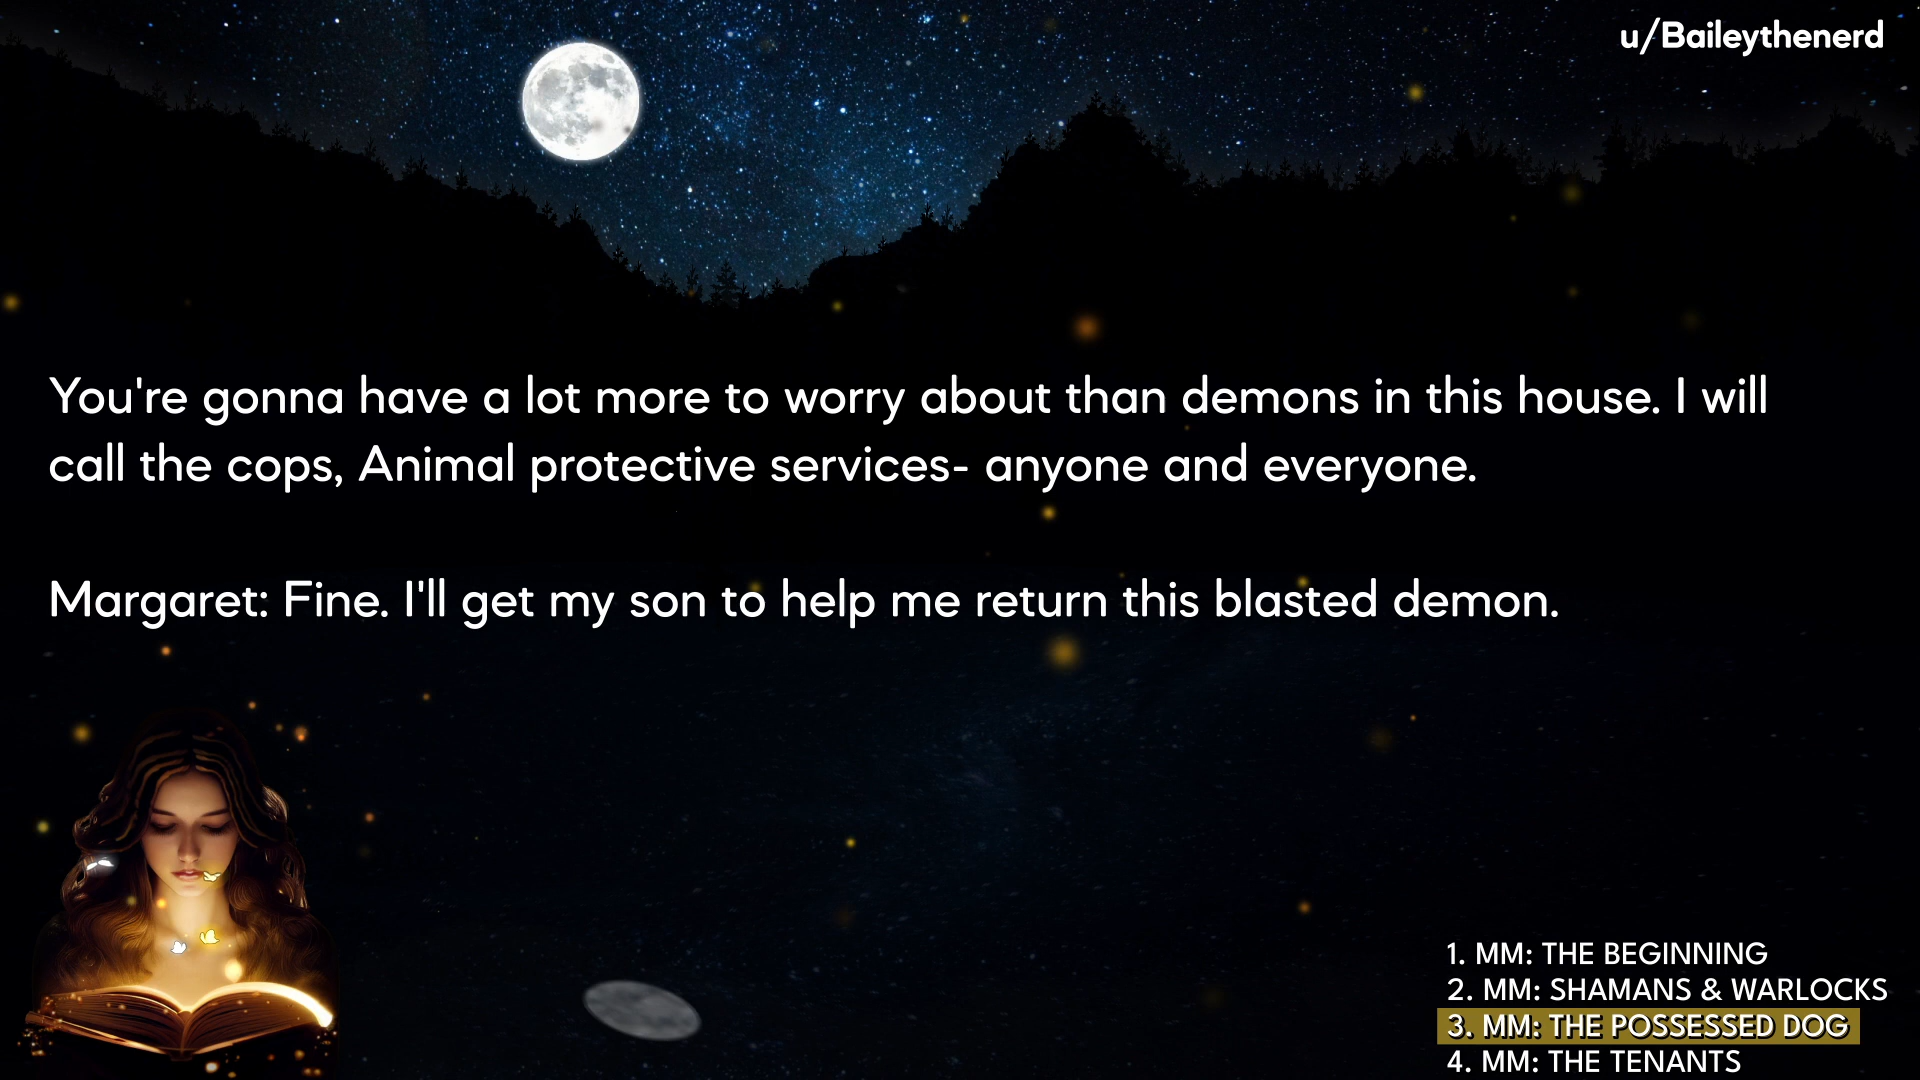 u/Baileythenerd
You're gonna have a lot more to worry about than demons in this house. I will
call the cops, Animal protective services- anyone and everyone.
Margaret: Fine. I'll get my son to help me return this blasted demon.
1. MM: THE BEGINNING
2. MM: SHAMANS & WARLOCKS
3. MM: THE POSSESSED DOG
4. MM: THE TENANTS